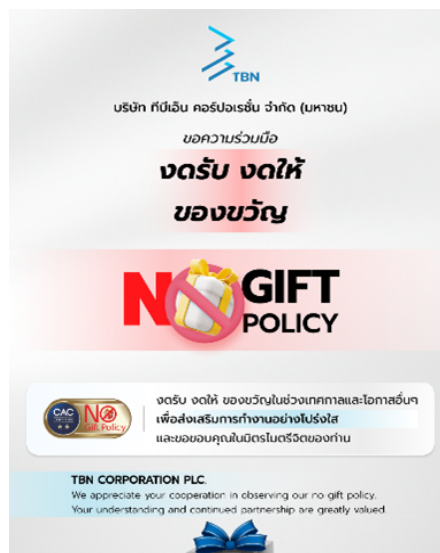 TBN
บริษัท ทีบีเอ็น คอร์ปอเรชั่น จำกัด (มหาชน)
ขอความร่วมมือ
งดรับ งดให้
ของขวัญ
NO GIFT
POLICY
CAC
NO
Gift Policy
งดรับ งดให้ ของขวัญในช่วงเทศกาลและโอกาสอื่นๆ
เพื่อส่งเสริมการทำงานอย่างโปร่งใส
และขอขอบคุณในมิตรไมตรีจิตของท่าน
TBN CORPORATION PLC.
We appreciate your cooperation in observing our no gift policy.
Your understanding and continued partnership are greatly valued.